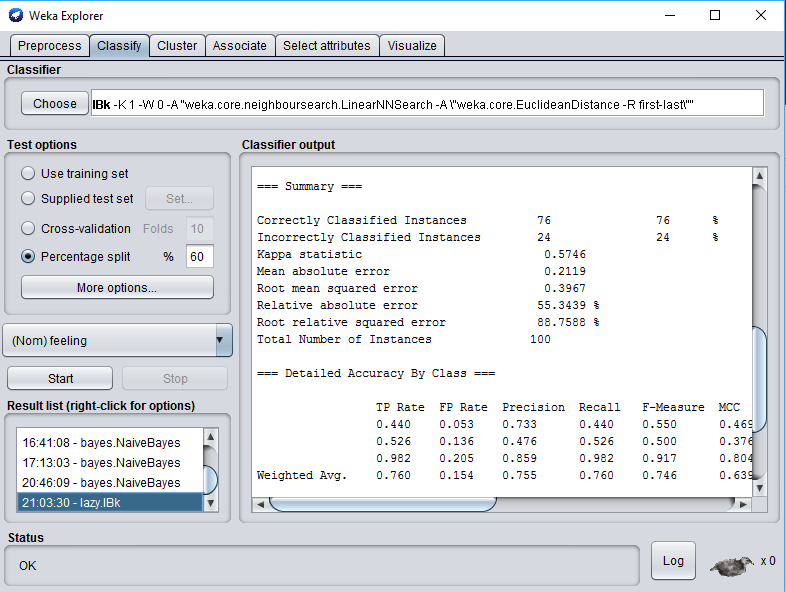 Weka Explorer
Preprocess Classify Cluster Associate Select attributes Visualize
Classifier
Choose IBk -K 1 -W 0 -A "weka.core.neighboursearch.LinearNNSearch -A \"weka.core.EuclideanDistance -R first-last\""
Test options
Use training set
Supplied test set Set...
Cross-validation Folds 10
Percentage split % 60
More options...
(Nom) feeling
Start Stop
Result list (right-click for options)
16:41:08 - bayes.NaiveBayes
17:13:03 - bayes.NaiveBayes
20:46:09 - bayes.NaiveBayes
21:03:30 - lazy.IBk
Classifier output
=== Summary ===
Correctly Classified Instances 76 76 %
Incorrectly Classified Instances 24 24 %
Kappa statistic 0.5746
Mean absolute error 0.2119
Root mean squared error 0.3967
Relative absolute error 55.3439 %
Root relative squared error 88.7588 %
Total Number of Instances 100
=== Detailed Accuracy By Class ===
TP Rate FP Rate Precision Recall F-Measure MCC
0.440 0.053 0.733 0.440 0.550 0.469
0.526 0.136 0.476 0.526 0.500 0.376
0.982 0.205 0.859 0.982 0.917 0.804
Weighted Avg. 0.760 0.154 0.755 0.760 0.746 0.639
Status
OK
Log
x 0